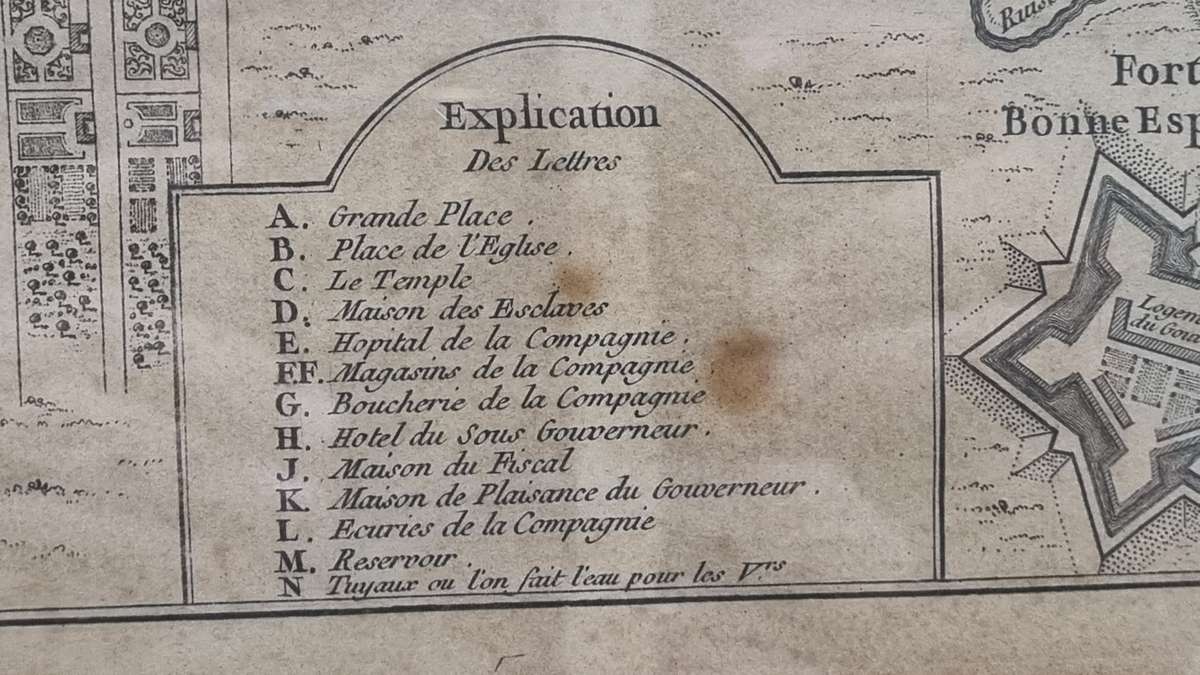 Explication
Des Lettres
A. Grande Place.
B. Place de l'Eglise.
C. Le Temple
D. Maison des Esclaves
E. Hopital de la Compagnie.
F.F. Magasins de la Compagnie
G. Boucherie de la Compagnie
H. Hotel du Sous Gouverneur.
J. Maison du Fiscal
K. Maison de Plaisance du Gouverneur.
L. Ecuries de la Compagnie
M. Reservoir.
N Tuyaux ou l'on fait l'eau pour les Vrs
Fort
Bonne Esp
du